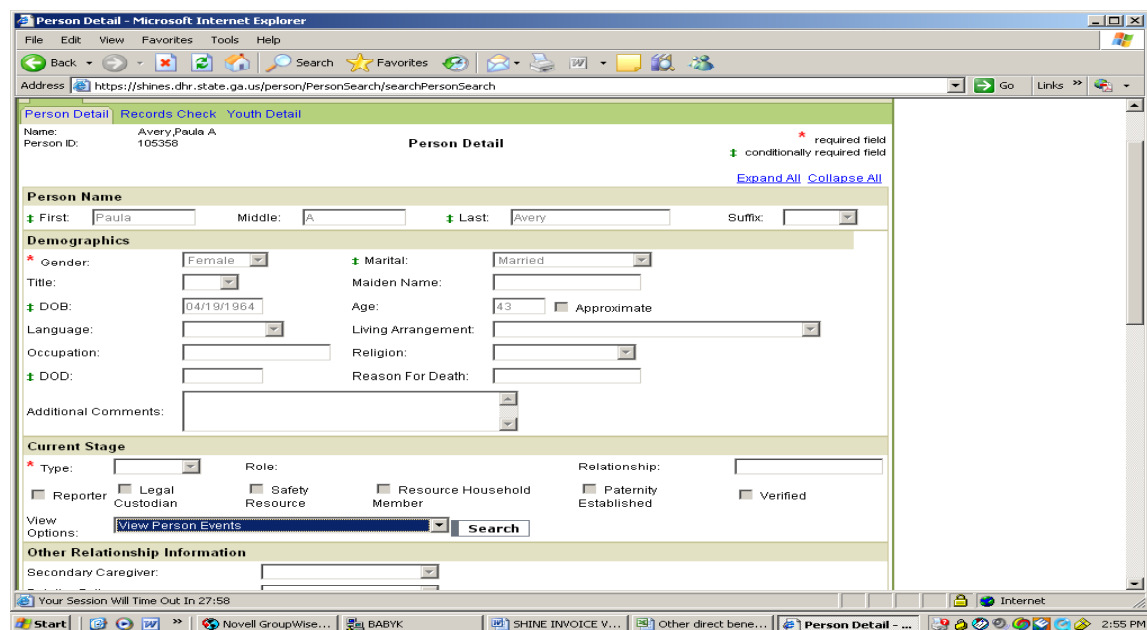 Person Detail - Microsoft Internet Explorer
File Edit View Favorites Tools Help
Back Search Favorites
Address https://shines.dhr.state.ga.us/person/PersonSearch/searchPersonSearch Go Links »
Person Detail Records Check Youth Detail
Name: Avery,Paula A
Person ID: 105358
Person Detail
* required field
‡ conditionally required field
Expand All Collapse All
Person Name
‡ First: Paula Middle: A ‡ Last: Avery Suffix:
Demographics
* Gender: Female ‡ Marital: Married
Title: Maiden Name:
‡ DOB: 04/19/1964 Age: 43 Approximate
Language: Living Arrangement:
Occupation: Religion:
‡ DOD: Reason For Death:
Additional Comments:
Current Stage
* Type: Role: Relationship:
Reporter Legal Custodian Safety Resource Resource Household Member Paternity Established Verified
View Options: View Person Events Search
Other Relationship Information
Secondary Caregiver:
Your Session Will Time Out In 27:58 Internet
Start » Novell GroupWise... BABYK SHINE INVOICE V... Other direct bene... Person Detail - ... 2:55 PM